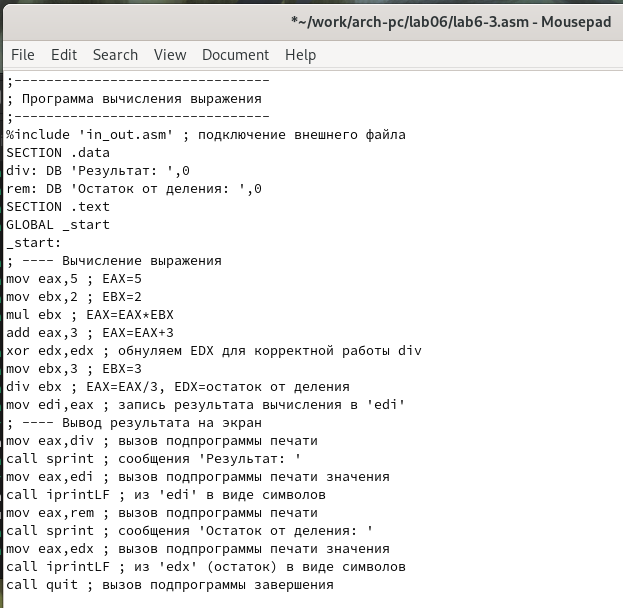 *~/work/arch-pc/lab06/lab6-3.asm - Mousepad
File Edit Search View Document Help
;--------------------------------
; Программа вычисления выражения
;--------------------------------
%include 'in_out.asm' ; подключение внешнего файла
SECTION .data
div: DB 'Результат: ',0
rem: DB 'Остаток от деления: ',0
SECTION .text
GLOBAL _start
_start:
; ---- Вычисление выражения
mov eax,5 ; EAX=5
mov ebx,2 ; EBX=2
mul ebx ; EAX=EAX*EBX
add eax,3 ; EAX=EAX+3
xor edx,edx ; обнуляем EDX для корректной работы div
mov ebx,3 ; EBX=3
div ebx ; EAX=EAX/3, EDX=остаток от деления
mov edi,eax ; запись результата вычисления в 'edi'
; ---- Вывод результата на экран
mov eax,div ; вызов подпрограммы печати
call sprint ; сообщения 'Результат: '
mov eax,edi ; вызов подпрограммы печати значения
call iprintLF ; из 'edi' в виде символов
mov eax,rem ; вызов подпрограммы печати
call sprint ; сообщения 'Остаток от деления: '
mov eax,edx ; вызов подпрограммы печати значения
call iprintLF ; из 'edx' (остаток) в виде символов
call quit ; вызов подпрограммы завершения